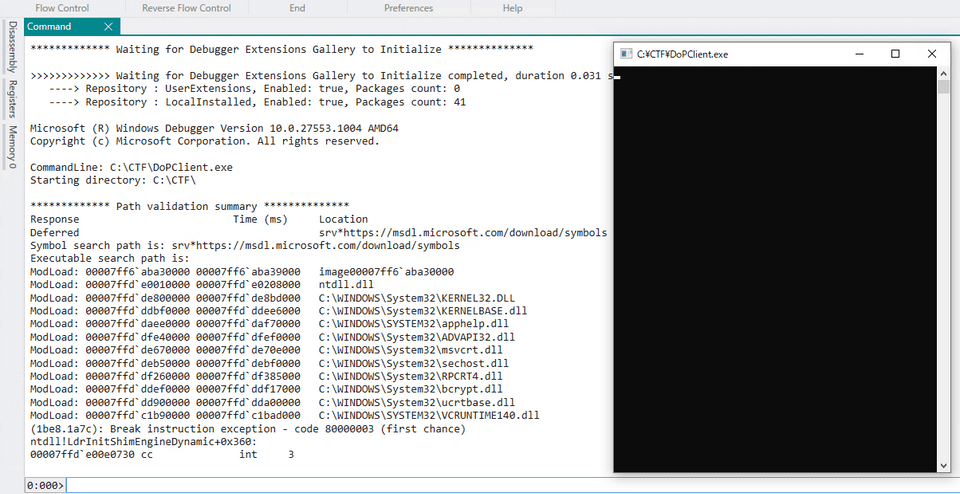 Flow Control
Reverse Flow Control
End
Preferences
Help
Disassembly
Registers
Memory 0
Command
************* Waiting for Debugger Extensions Gallery to Initialize **************
>>>>>>>>>>>>> Waiting for Debugger Extensions Gallery to Initialize completed, duration 0.031 s
----> Repository : UserExtensions, Enabled: true, Packages count: 0
----> Repository : LocalInstalled, Enabled: true, Packages count: 41
Microsoft (R) Windows Debugger Version 10.0.27553.1004 AMD64
Copyright (c) Microsoft Corporation. All rights reserved.
CommandLine: C:\CTF\DoPClient.exe
Starting directory: C:\CTF\
************* Path validation summary **************
Response Time (ms) Location
Deferred srv*https://msdl.microsoft.com/download/symbols
Symbol search path is: srv*https://msdl.microsoft.com/download/symbols
Executable search path is:
ModLoad: 00007ff6`aba30000 00007ff6`aba39000 image00007ff6`aba30000
ModLoad: 00007ffd`e0010000 00007ffd`e0208000 ntdll.dll
ModLoad: 00007ffd`de800000 00007ffd`de8bd000 C:\WINDOWS\System32\KERNEL32.DLL
ModLoad: 00007ffd`ddbf0000 00007ffd`ddee6000 C:\WINDOWS\System32\KERNELBASE.dll
ModLoad: 00007ffd`daee0000 00007ffd`daf70000 C:\WINDOWS\SYSTEM32\apphelp.dll
ModLoad: 00007ffd`dfe40000 00007ffd`dfef0000 C:\WINDOWS\System32\ADVAPI32.dll
ModLoad: 00007ffd`de670000 00007ffd`de70e000 C:\WINDOWS\System32\msvcrt.dll
ModLoad: 00007ffd`deb50000 00007ffd`debf0000 C:\WINDOWS\System32\sechost.dll
ModLoad: 00007ffd`df260000 00007ffd`df385000 C:\WINDOWS\System32\RPCRT4.dll
ModLoad: 00007ffd`ddef0000 00007ffd`ddf17000 C:\WINDOWS\System32\bcrypt.dll
ModLoad: 00007ffd`dd900000 00007ffd`dda00000 C:\WINDOWS\System32\ucrtbase.dll
ModLoad: 00007ffd`c1b90000 00007ffd`c1bad000 C:\WINDOWS\SYSTEM32\VCRUNTIME140.dll
(1be8.1a7c): Break instruction exception - code 80000003 (first chance)
ntdll!LdrInitShimEngineDynamic+0x360:
00007ffd`e00e0730 cc int 3
0:000>
C:¥CTF¥DoPClient.exe